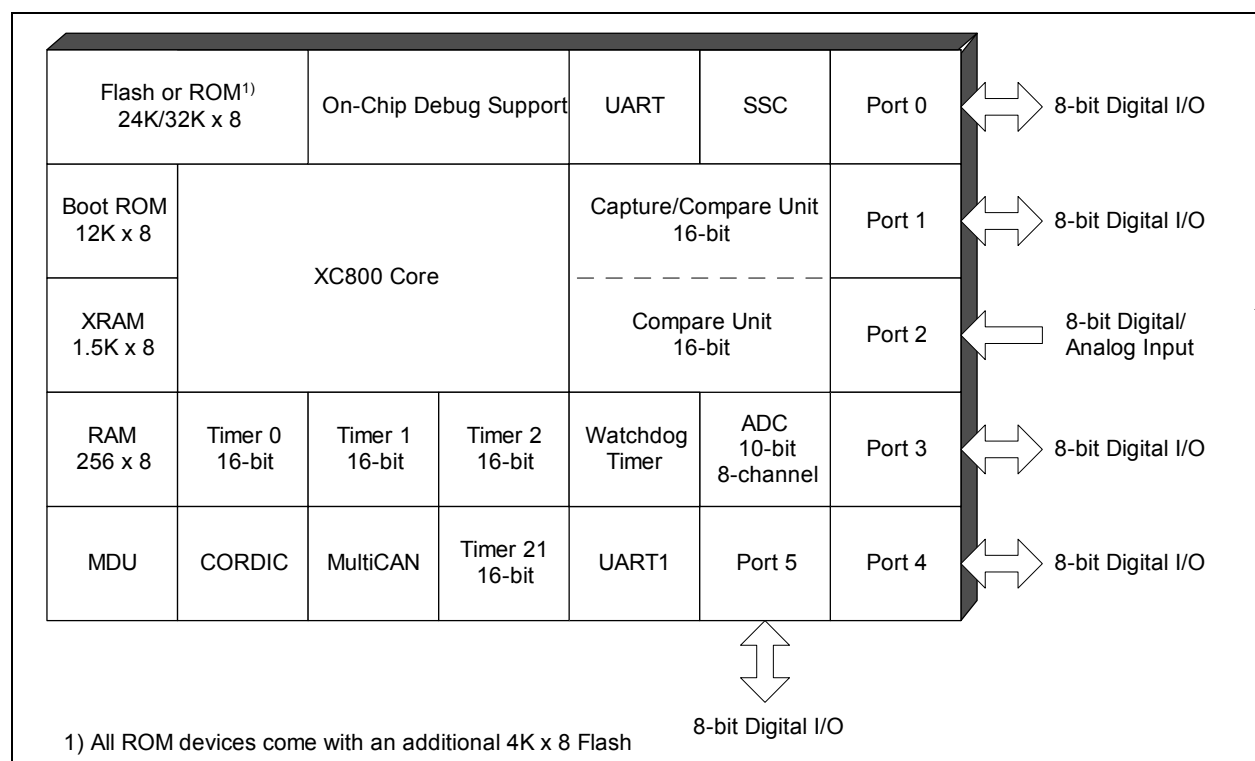 Flash or ROM1)
24K/32K x 8
On-Chip Debug Support
UART
SSC
Port 0
8-bit Digital I/O
Boot ROM
12K x 8
XC800 Core
Capture/Compare Unit
16-bit
Port 1
8-bit Digital I/O
XRAM
1.5K x 8
Compare Unit
16-bit
Port 2
8-bit Digital/
Analog Input
RAM
256 x 8
Timer 0
16-bit
Timer 1
16-bit
Timer 2
16-bit
Watchdog
Timer
ADC
10-bit
8-channel
Port 3
8-bit Digital I/O
MDU
CORDIC
MultiCAN
Timer 21
16-bit
UART1
Port 5
Port 4
8-bit Digital I/O
8-bit Digital I/O
1) All ROM devices come with an additional 4K x 8 Flash